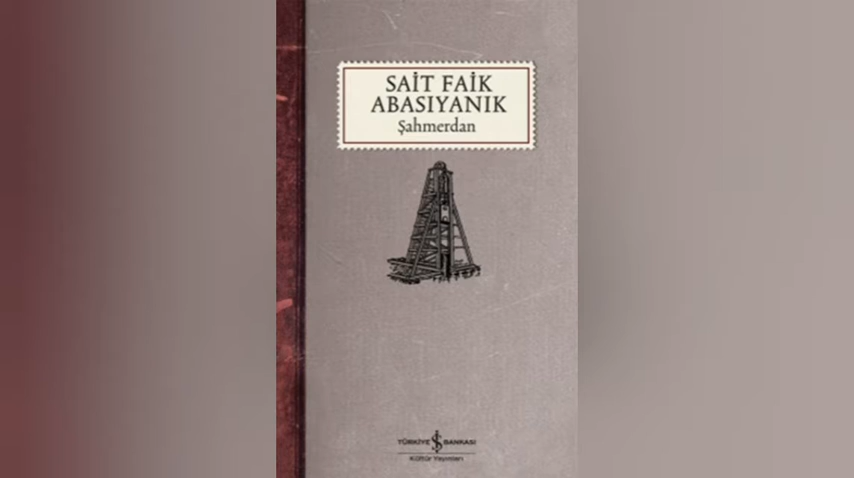 SAİT FAİK
ABASIYANIK
Şahmerdan
TÜRKİYE İŞ BANKASI
Kültür Yayınları